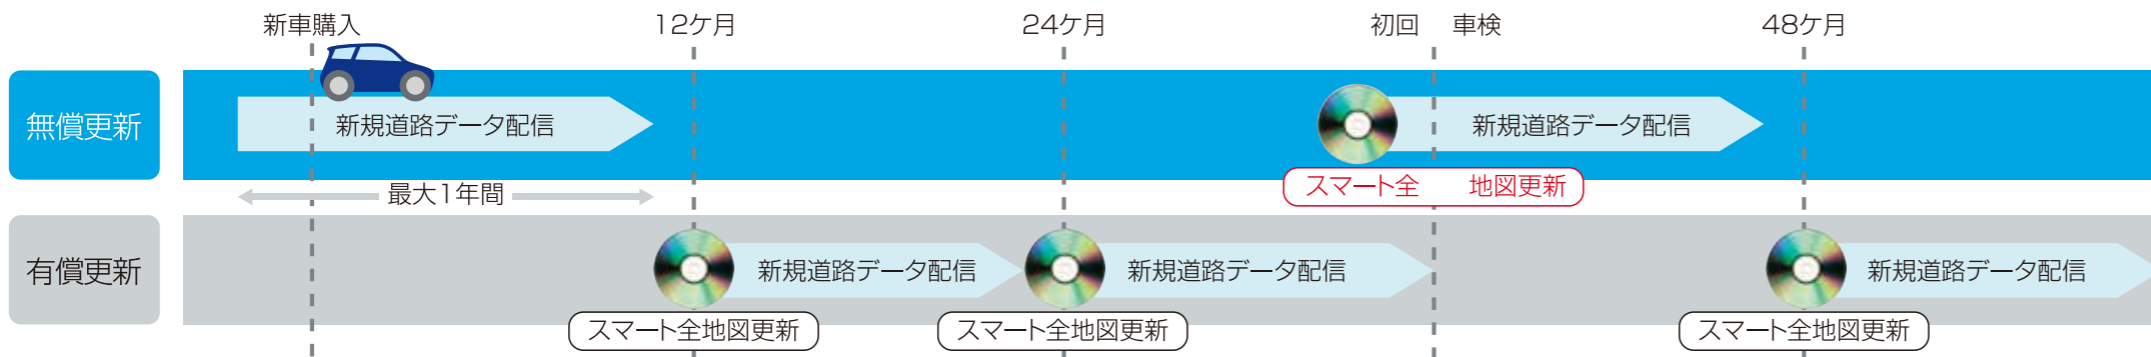 新車購入
12ケ月
24ケ月
初回 車検
48ケ月
無償更新
新規道路データ配信
新規道路データ配信
スマート全 地図更新
最大1年間
有償更新
新規道路データ配信
新規道路データ配信
新規道路データ配信
スマート全地図更新
スマート全地図更新
スマート全地図更新